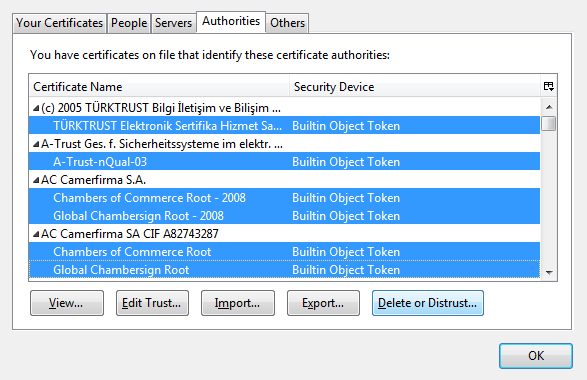 Your Certificates People Servers Authorities Others
You have certificates on file that identify these certificate authorities:
Certificate Name Security Device
(c) 2005 TÜRKTRUST Bilgi İletişim ve Bilişim ...
TÜRKTRUST Elektronik Sertifika Hizmet Sa... Builtin Object Token
A-Trust Ges. f. Sicherheitssysteme im elektr. ...
A-Trust-nQual-03 Builtin Object Token
AC Camerfirma S.A.
Chambers of Commerce Root - 2008 Builtin Object Token
Global Chambersign Root - 2008 Builtin Object Token
AC Camerfirma SA CIF A82743287
Chambers of Commerce Root Builtin Object Token
Global Chambersign Root Builtin Object Token
View... Edit Trust... Import... Export... Delete or Distrust...
OK